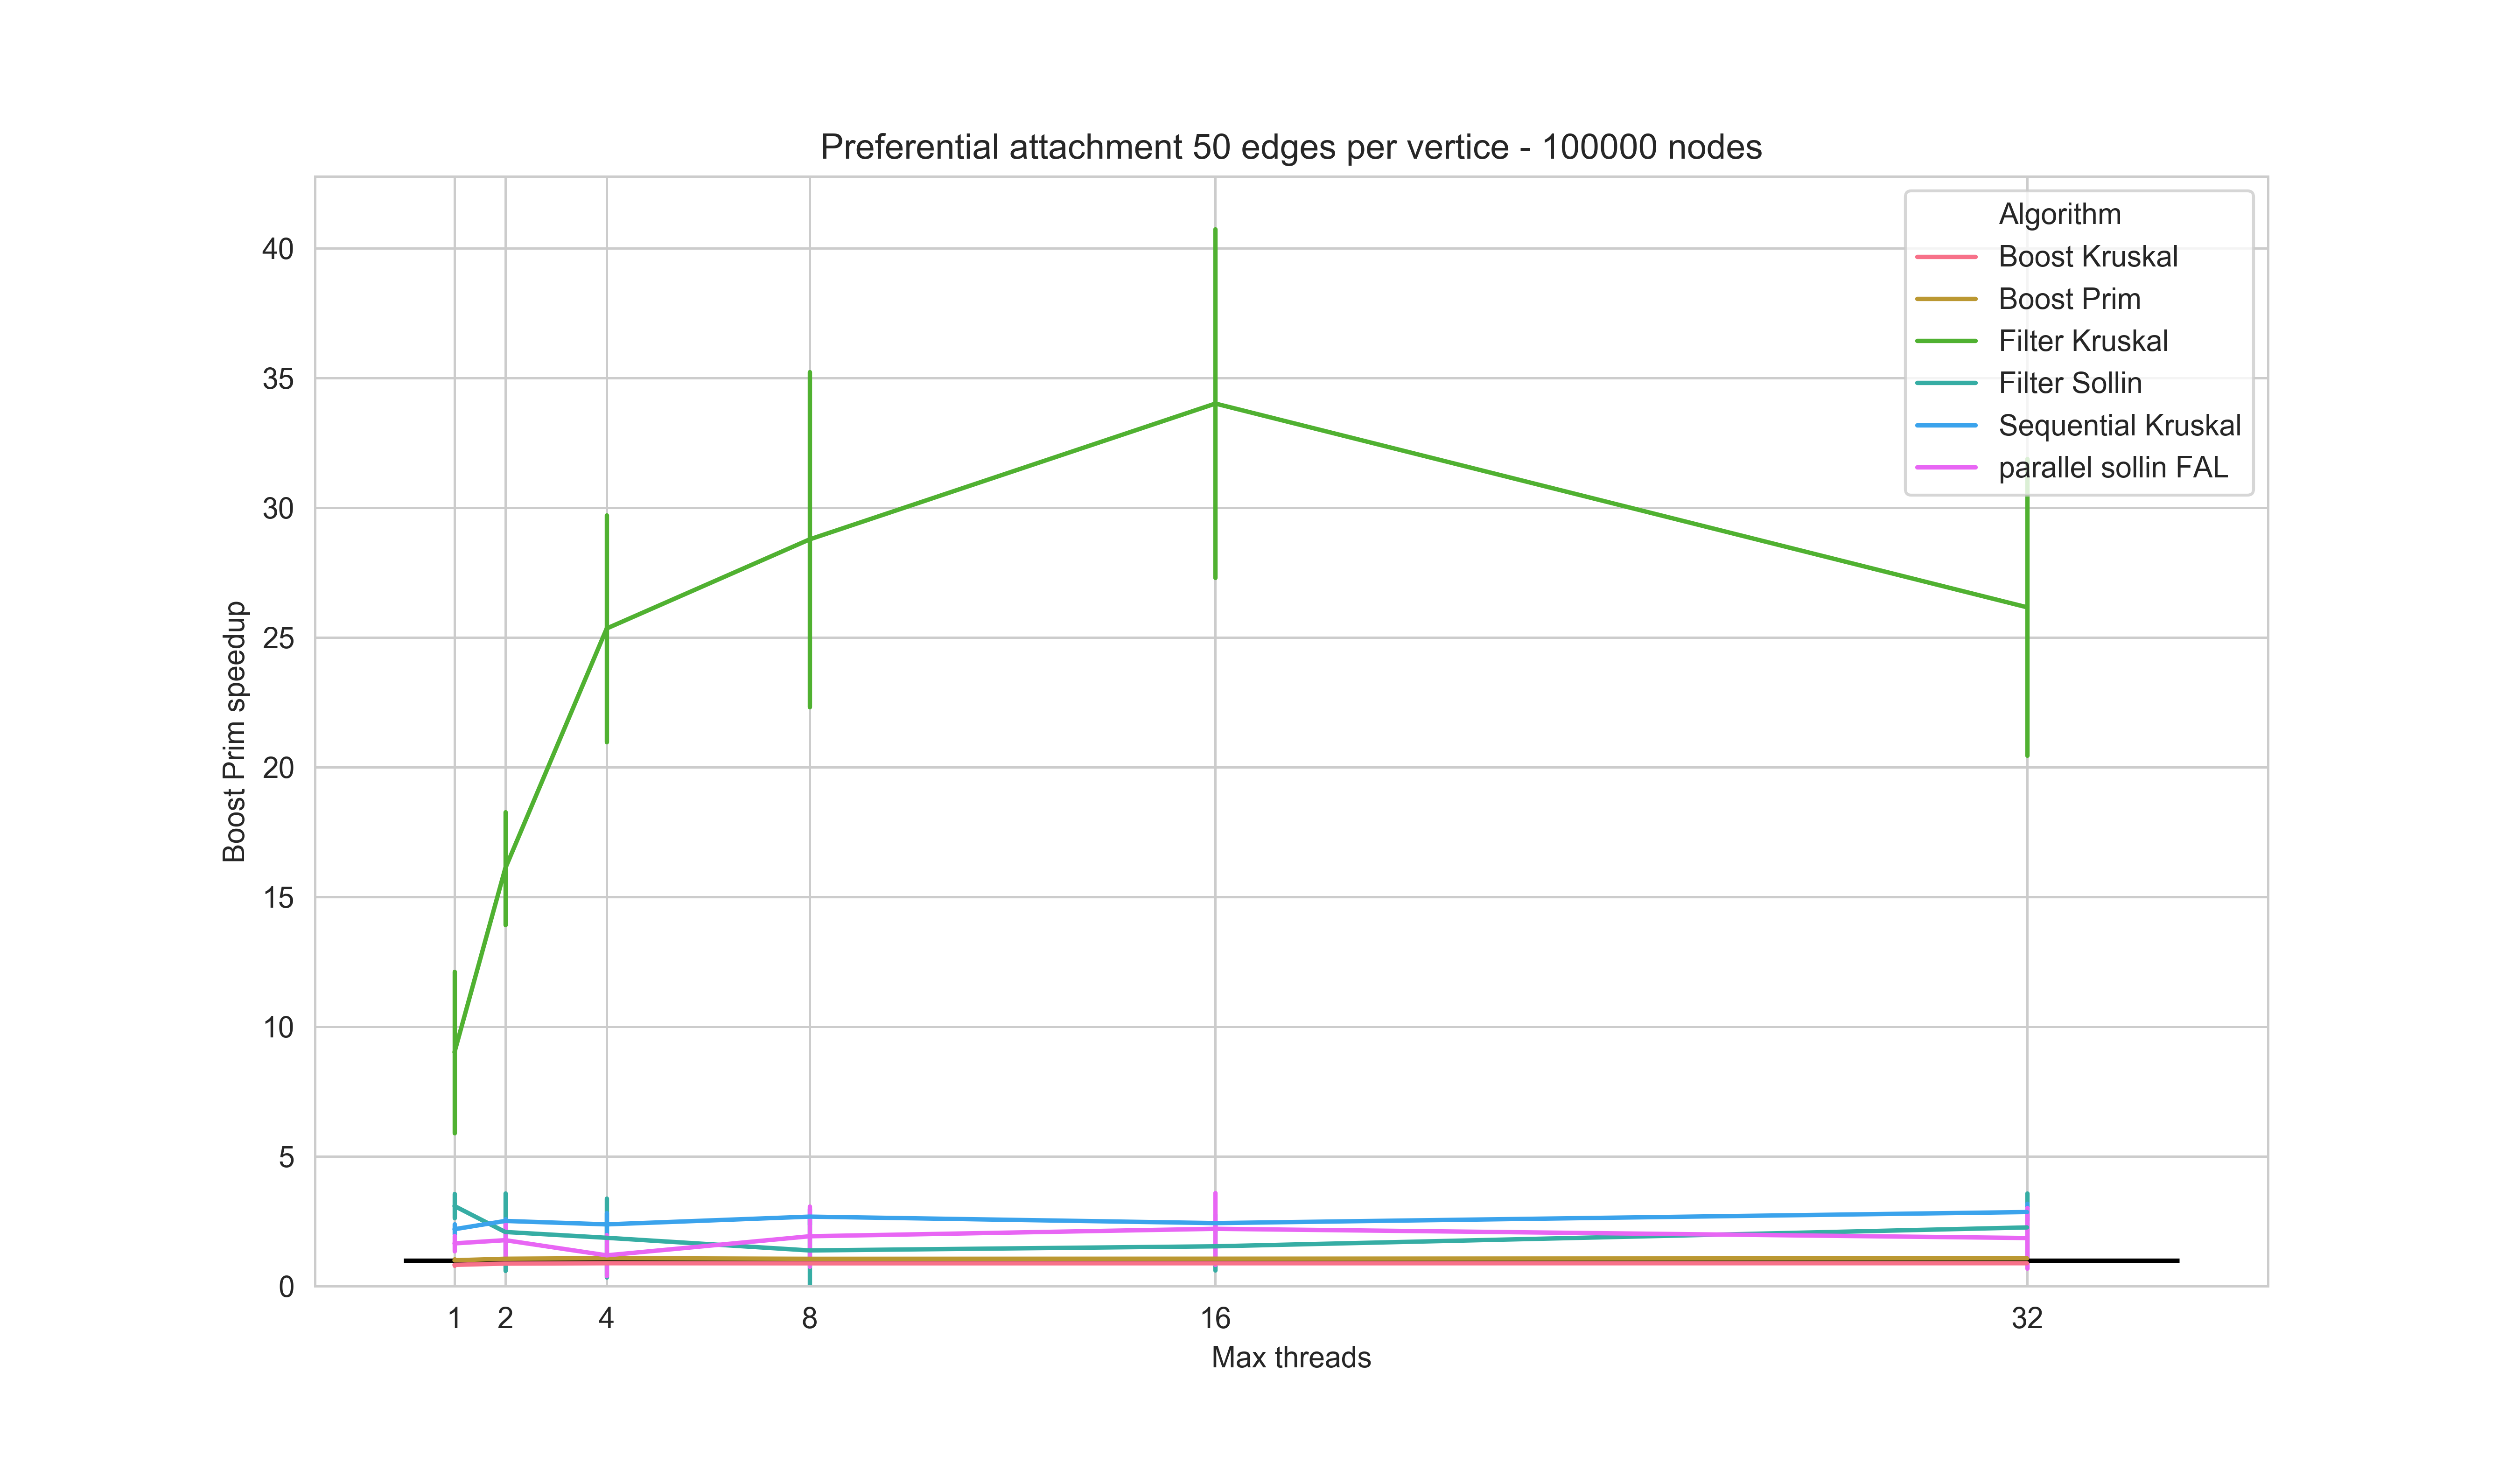 Preferential attachment 50 edges per vertice - 100000 nodes
Algorithm
Boost Kruskal
Boost Prim
Filter Kruskal
Filter Sollin
Sequential Kruskal
parallel sollin FAL
Boost Prim speedup
40
35
30
25
20
15
10
5
0
1 2 4 8 16 32
Max threads